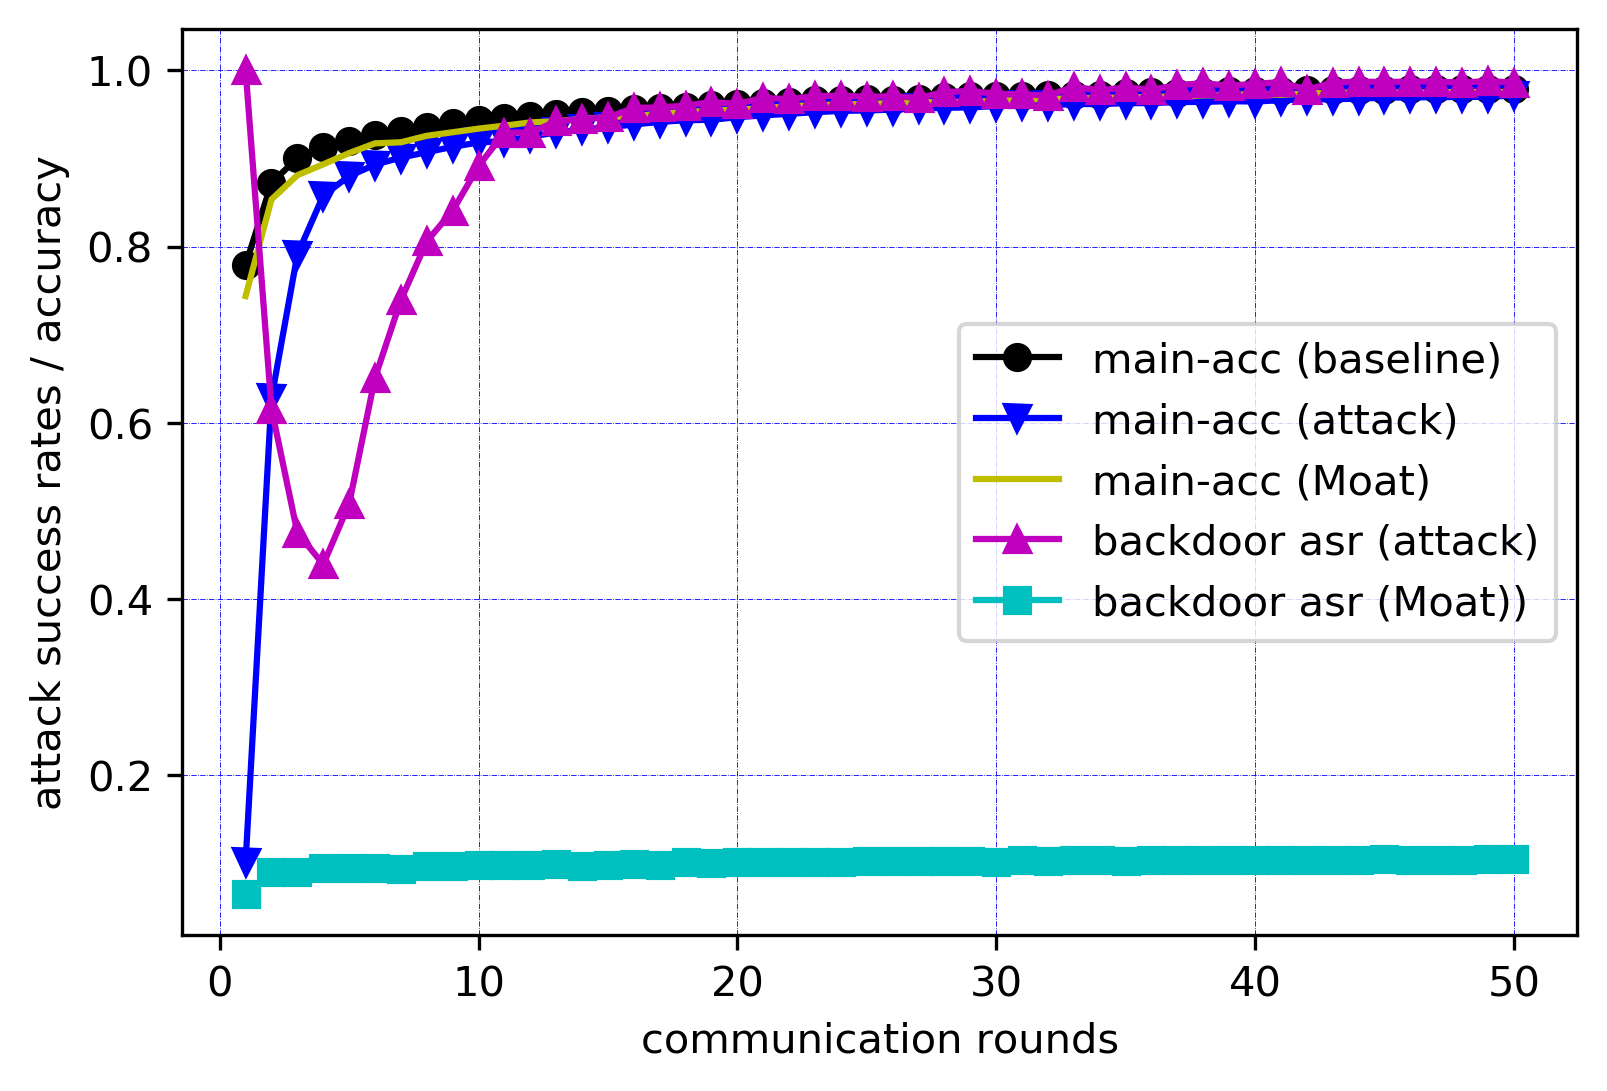 attack success rates / accuracy
1.0
0.8
0.6
0.4
0.2
main-acc (baseline)
main-acc (attack)
main-acc (Moat)
backdoor asr (attack)
backdoor asr (Moat))
0 10 20 30 40 50
communication rounds